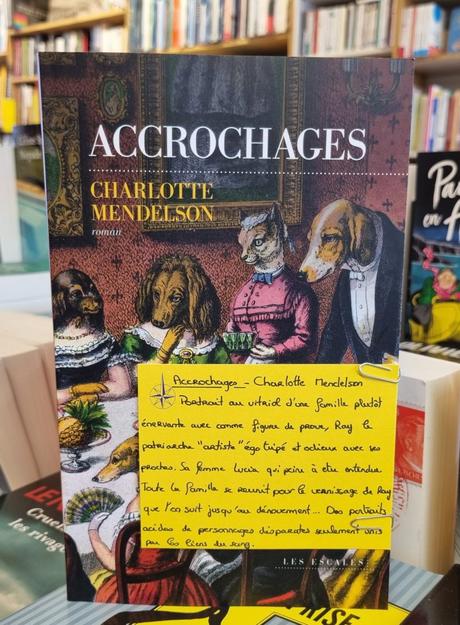 ACCROCHAGES
CHARLOTTE
MENDELSON
roman
Accrochages - Charlotte Mendelson
Portrait au vitriol d'une famille plutôt
énervante avec comme figure de proue, Ray le
patriarche "artiste" égotripé et odieux avec ses
proches. Sa femme Lucia qui peine à être entendue.
Toute la famille se réunit pour le vernissage de Ray
que l'on suit jusqu'au dénouement... Des portraits
acides de personnages disparates seulement unis
par les liens du sang.
LES ESCALES